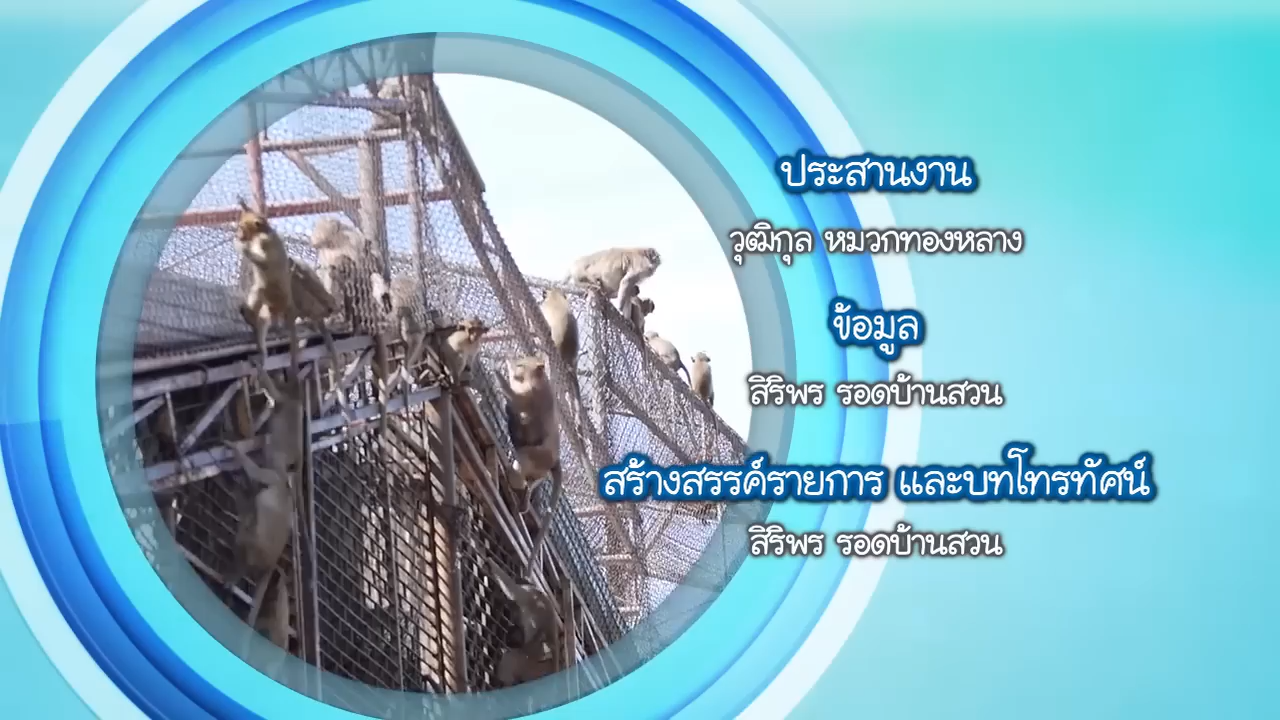 ประสานงาน
วุฒิกุล หมวกทองหลาง
ข้อมูล
สิริพร รอดบ้านสวน
สร้างสรรค์รายการ และบทโทรทัศน์
สิริพร รอดบ้านสวน